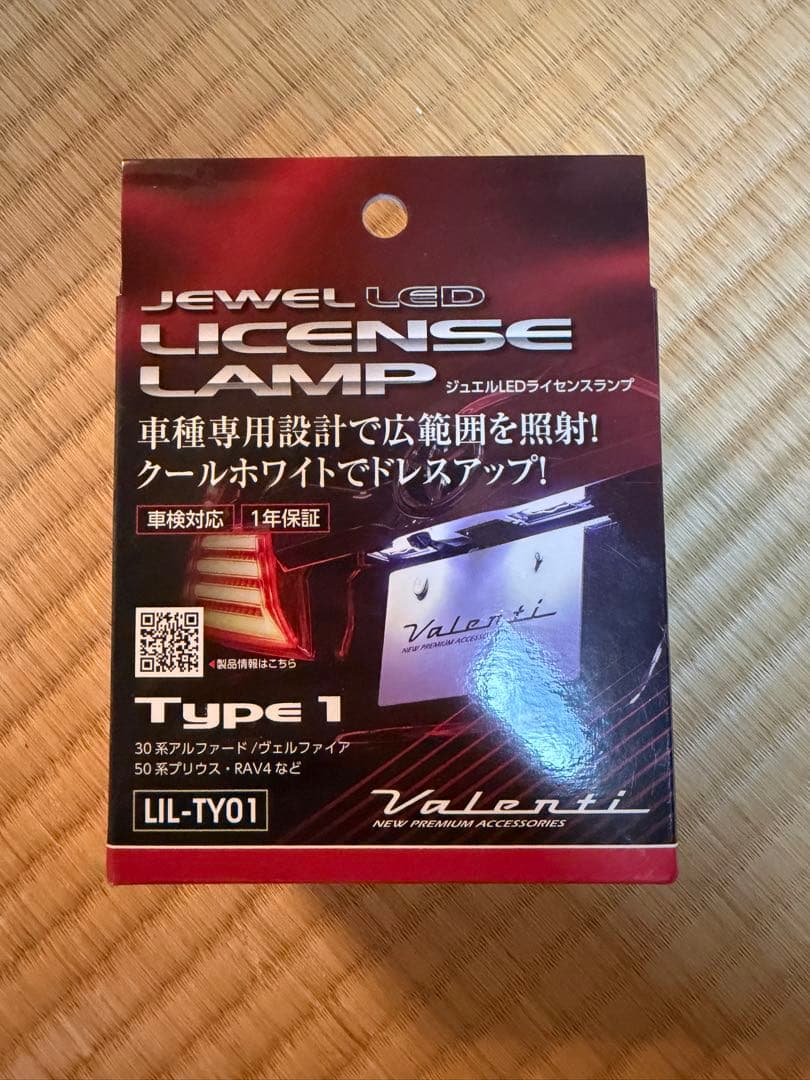 JEWEL LED
LICENSE
LAMP ジュエルLEDライセンスランプ
車種専用設計で広範囲を照射!
クールホワイトでドレスアップ!
車検対応 1年保証
Valenti
NEW PREMIUM ACCESSORIES
◀製品情報はこちら
Type 1
30系アルファード/ヴェルファイア
50系プリウス・RAV4など
LIL-TY01
Valenti
NEW PREMIUM ACCESSORIES